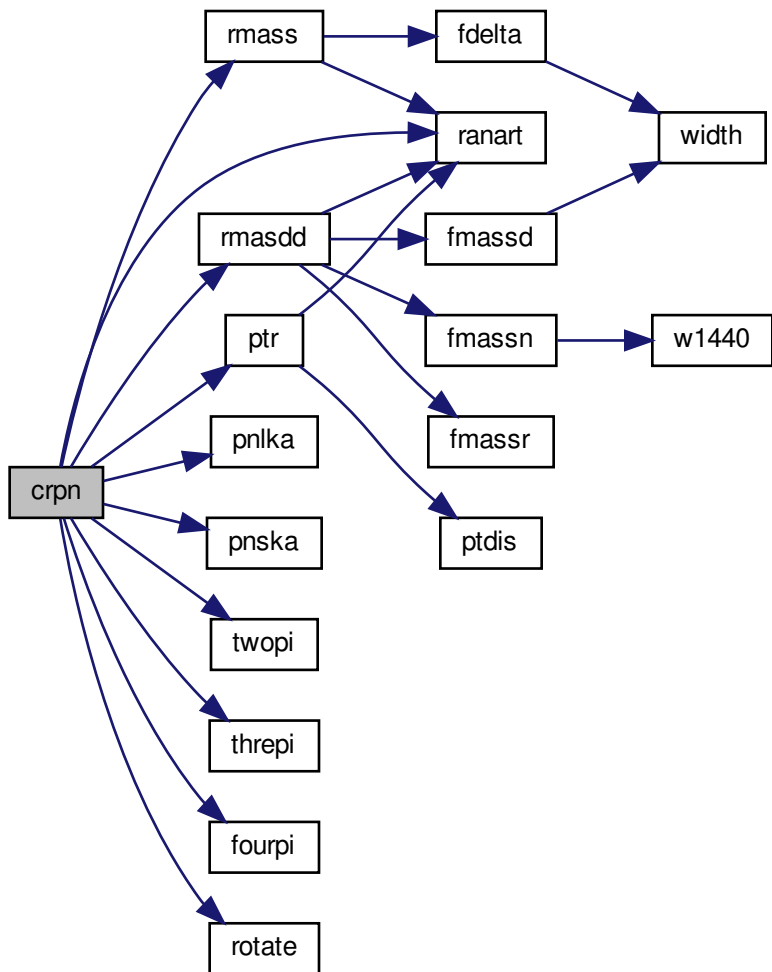 rmass
fdelta
ranart
width
rmasdd
fmassd
ptr
fmassn
w1440
pnlka
fmassr
crpn
pnska
ptdis
twopi
threpi
fourpi
rotate